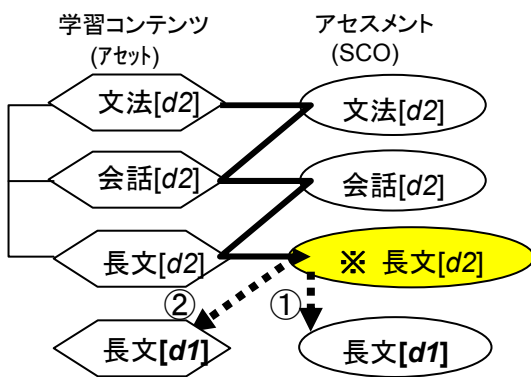 学習コンテンツ
(アセット)
アセスメント
(SCO)
文法[d2]
文法[d2]
会話[d2]
会話[d2]
長文[d2]
※ 長文[d2]
②
①
長文[d1]
長文[d1]